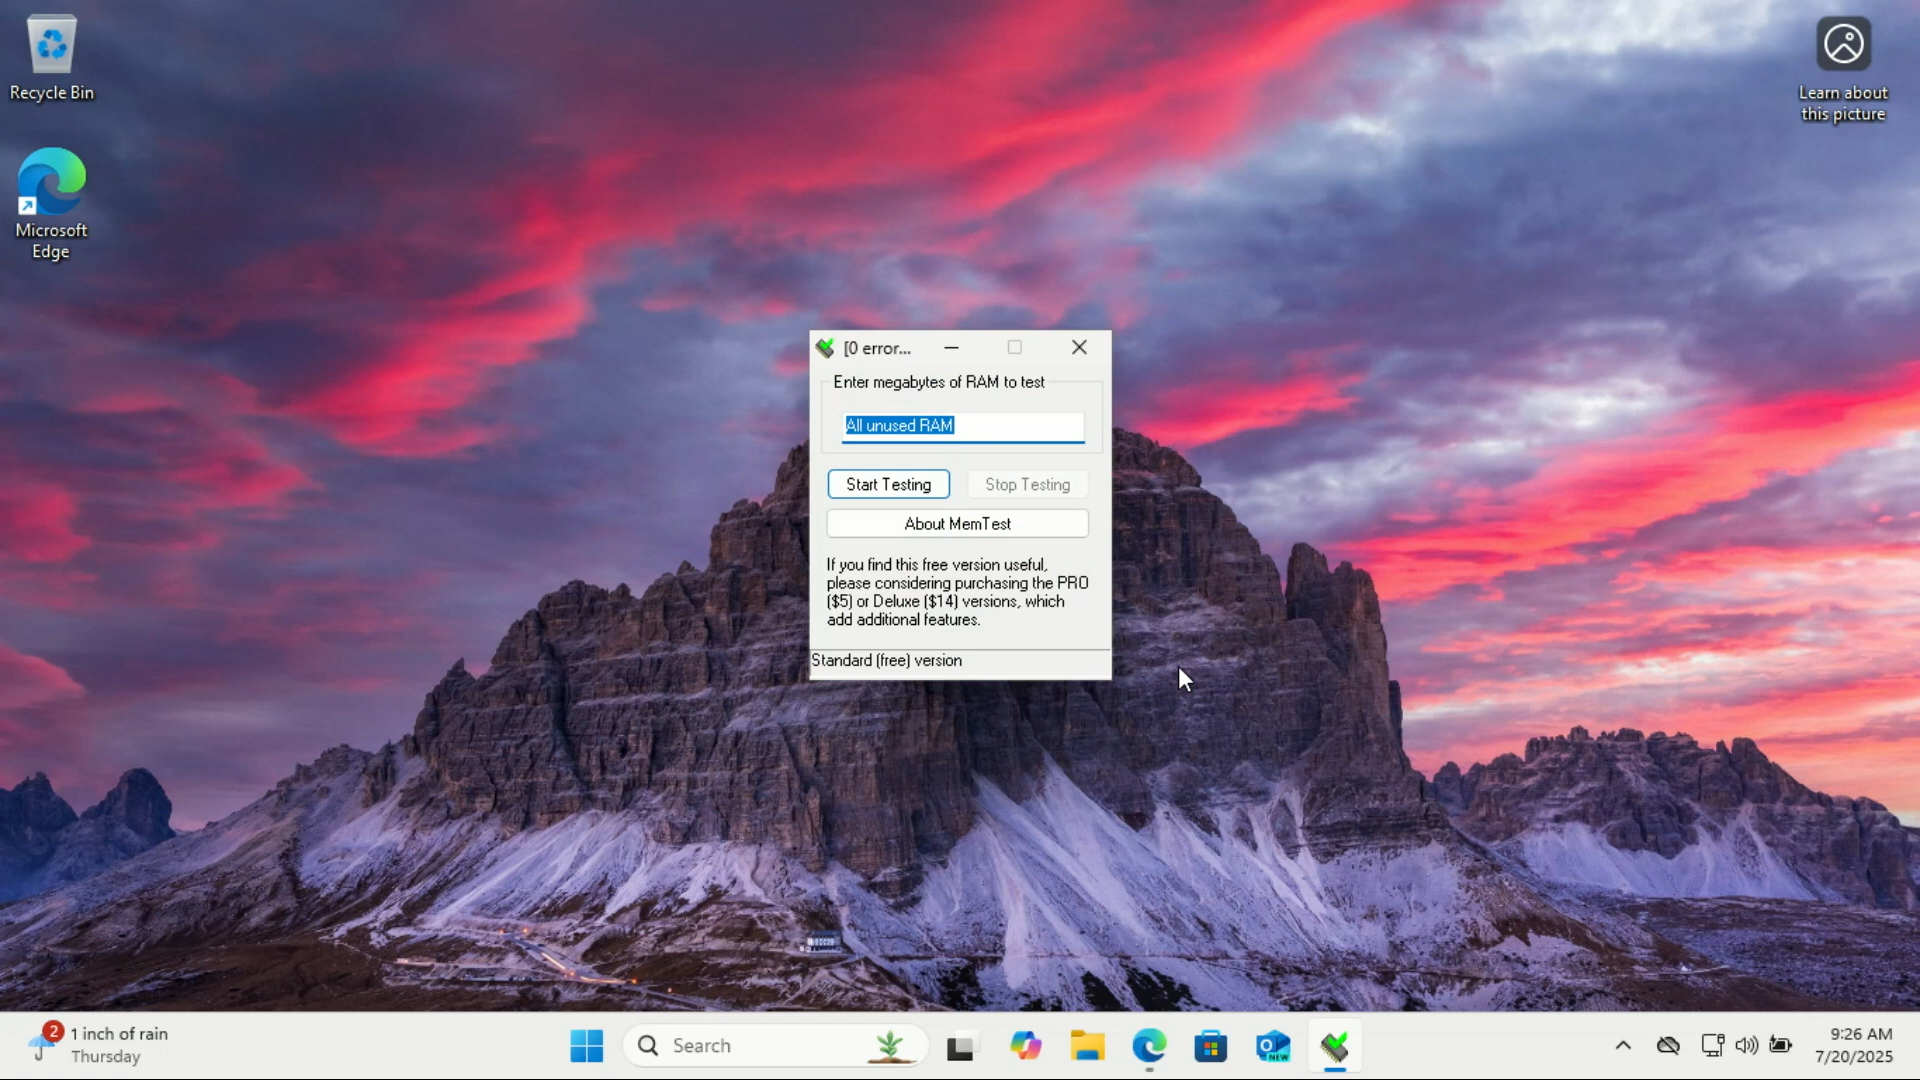 Recycle Bin
Microsoft
Edge
Learn about
this picture
[0 error...
Enter megabytes of RAM to test
All unused RAM
Start Testing
Stop Testing
About MemTest
If you find this free version useful,
please considering purchasing the PRO
($5) or Deluxe ($14) versions, which
add additional features.
Standard (free) version
2
1 inch of rain
Thursday
Search
NEW
9:26 AM
7/20/2025